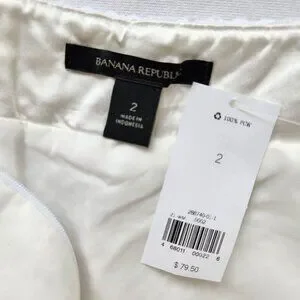 BANANA REPUBLIC
2
MADE IN
INDONESIA
100% PCW
2
$ 79.50